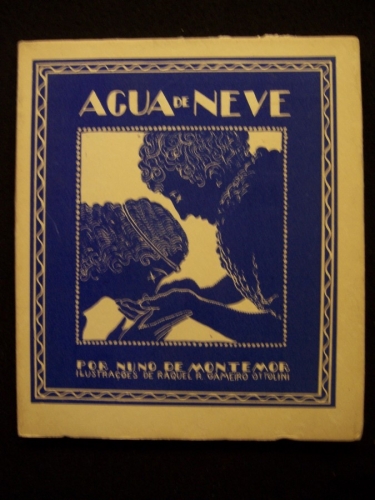 AGUA DE NEVE
POR NUNO DE MONTEMOR
ILUSTRAÇÕES DE RAQUEL R. GAMEIRO OTTOLINI